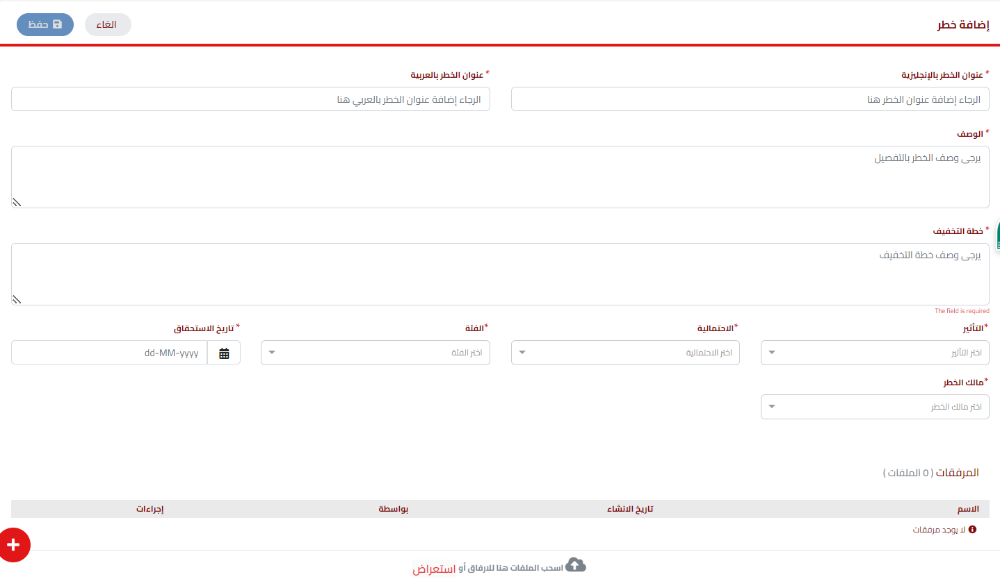 إضافة خطر
الغاء
حفظ
* عنوان الخطر بالإنجليزية
* عنوان الخطر بالعربية
الرجاء إضافة عنوان الخطر هنا
الرجاء إضافة عنوان الخطر بالعربي هنا
* الوصف
يرجى وصف الخطر بالتفصيل
* خطة التخفيف
يرجى وصف خطة التخفيف
The field is required
*التأثير
*الاحتمالية
*الفئة
* تاريخ الاستحقاق
اختر التأثير
اختر الاحتمالية
اختر الفئة
dd-MM-yyyy
*مالك الخطر
اختر مالك الخطر
المرفقات ( 0 الملفات )
الاسم
تاريخ الانشاء
بواسطة
إجراءات
لا يوجد مرفقات
اسحب الملفات هنا للارفاق أو استعراض